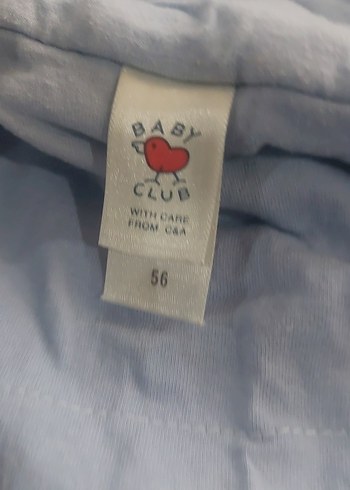 BABY
CLUB
WITH CARE
FROM C&A
56